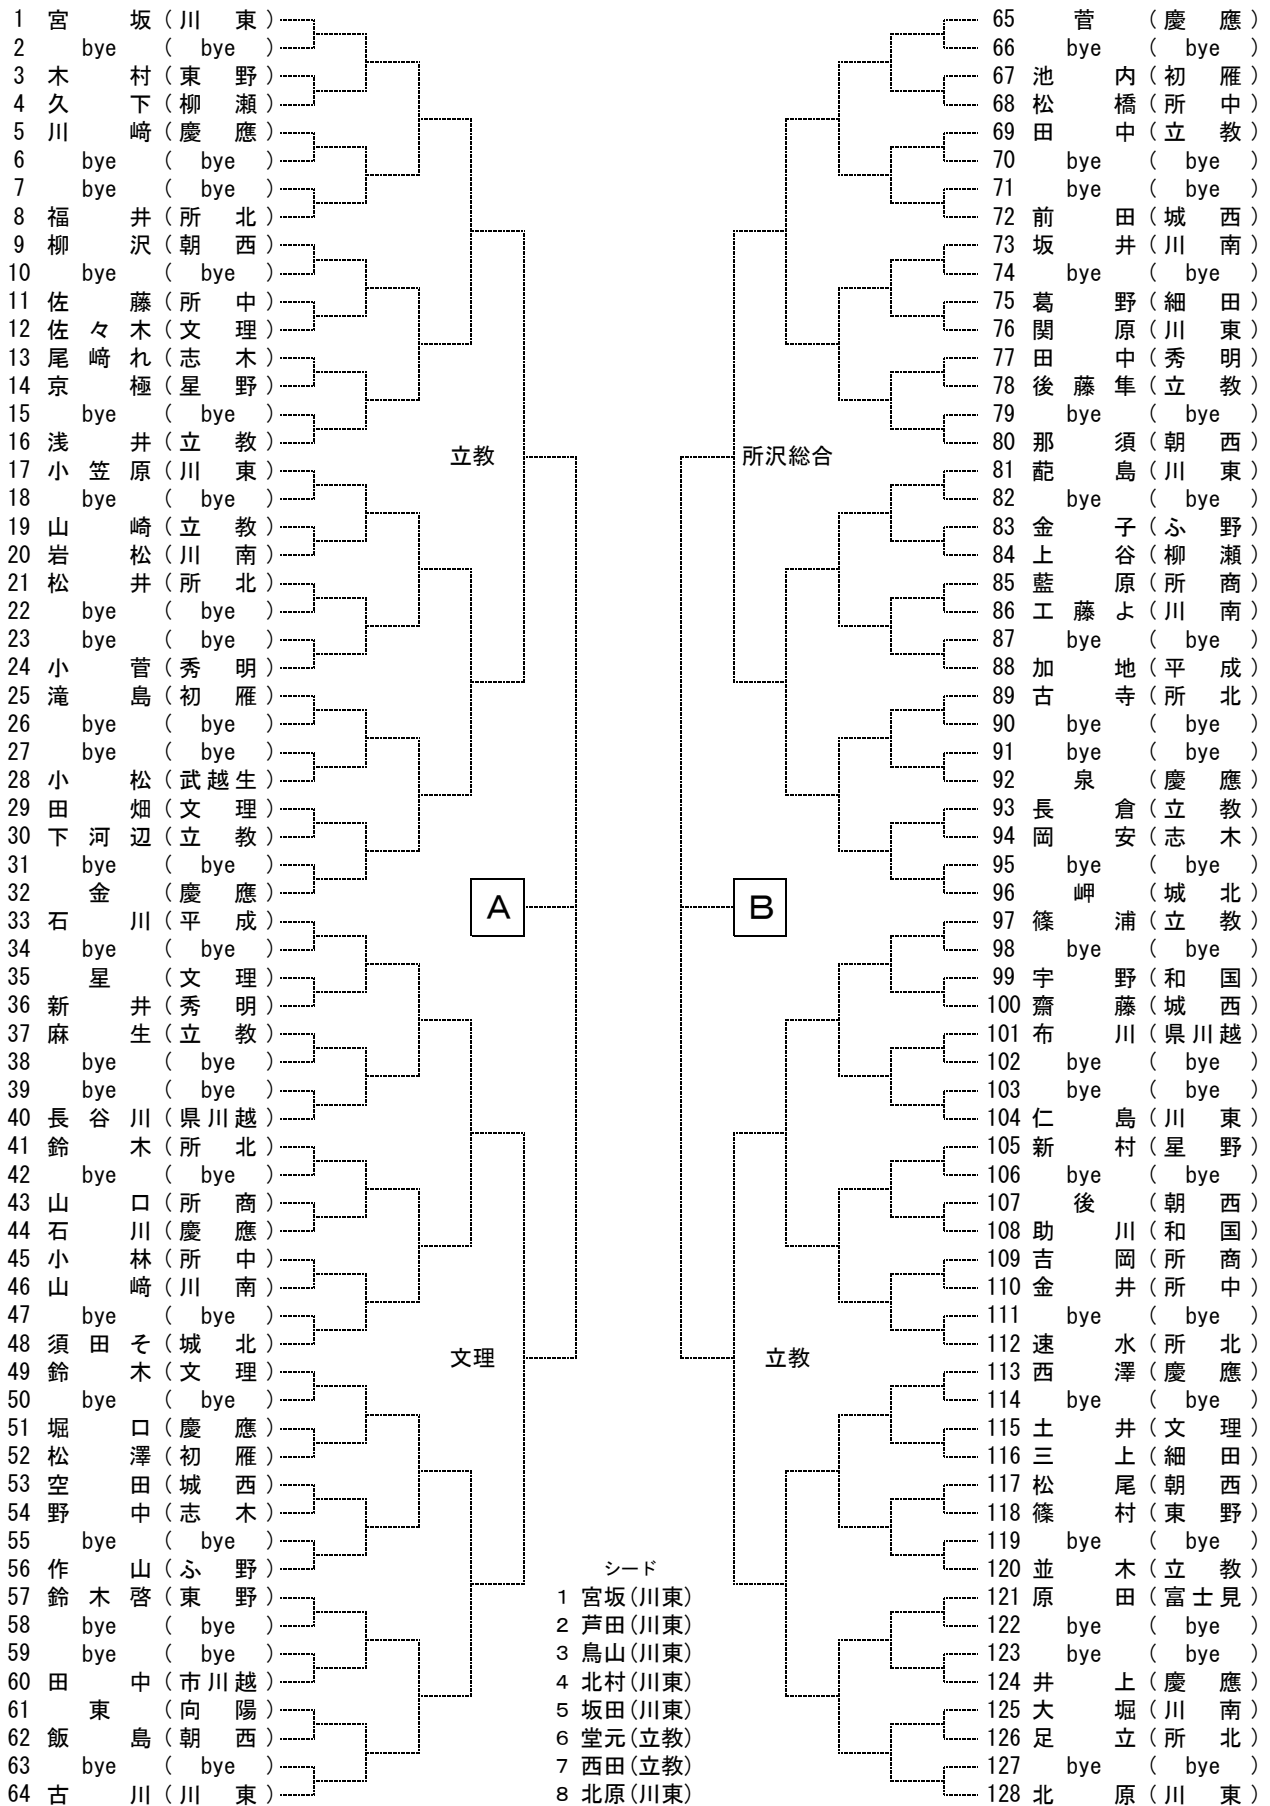 1 宮坂(川東)
2 bye (bye)
3 木村(東野)
4 久下(柳瀬)
5 川﨑(慶應)
6 bye (bye)
7 bye (bye)
8 福井(所北)
9 柳沢(朝西)
10 bye (bye)
11 佐藤(所中)
12 佐々木(文理)
13 尾﨑れ(志木)
14 京極(星野)
15 bye (bye)
16 浅井(立教)
17 小笠原(川東)
18 bye (bye)
19 山崎(立教)
20 岩松(川南)
21 松井(所北)
22 bye (bye)
23 bye (bye)
24 小菅(秀明)
25 滝島(初雁)
26 bye (bye)
27 bye (bye)
28 小松(武越生)
29 田畑(文理)
30 下河辺(立教)
31 bye (bye)
32 金(慶應)
33 石川(平成)
34 bye (bye)
35 星(文理)
36 新井(秀明)
37 麻生(立教)
38 bye (bye)
39 bye (bye)
40 長谷川(県川越)
41 鈴木(所北)
42 bye (bye)
43 山口(所商)
44 石川(慶應)
45 小林(所中)
46 山﨑(川南)
47 bye (bye)
48 須田そ(城北)
49 鈴木(文理)
50 bye (bye)
51 堀口(慶應)
52 松澤(初雁)
53 空田(城西)
54 野中(志木)
55 bye (bye)
56 作山(ふ野)
57 鈴木啓(東野)
58 bye (bye)
59 bye (bye)
60 田中(市川越)
61 東(向陽)
62 飯島(朝西)
63 bye (bye)
64 古川(川東)
立教
A
文理
所沢総合
B
立教
シード
1 宮坂(川東)
2 芦田(川東)
3 鳥山(川東)
4 北村(川東)
5 坂田(川東)
6 堂元(立教)
7 西田(立教)
8 北原(川東)
65 菅(慶應)
66 bye (bye)
67 池内(初雁)
68 松橋(所中)
69 田中(立教)
70 bye (bye)
71 bye (bye)
72 前田(城西)
73 坂井(川南)
74 bye (bye)
75 葛野(細田)
76 関原(川東)
77 田中(秀明)
78 後藤隼(立教)
79 bye (bye)
80 那須(朝西)
81 蓜島(川東)
82 bye (bye)
83 金子(ふ野)
84 上谷(柳瀬)
85 藍原(所商)
86 工藤よ(川南)
87 bye (bye)
88 加地(平成)
89 古寺(所北)
90 bye (bye)
91 bye (bye)
92 泉(慶應)
93 長倉(立教)
94 岡安(志木)
95 bye (bye)
96 岬(城北)
97 篠浦(立教)
98 bye (bye)
99 宇野(和国)
100 齋藤(城西)
101 布川(県川越)
102 bye (bye)
103 bye (bye)
104 仁島(川東)
105 新村(星野)
106 bye (bye)
107 後(朝西)
108 助川(和国)
109 吉岡(所商)
110 金井(所中)
111 bye (bye)
112 速水(所北)
113 西澤(慶應)
114 bye (bye)
115 土井(文理)
116 三上(細田)
117 松尾(朝西)
118 篠村(東野)
119 bye (bye)
120 並木(立教)
121 原田(富士見)
122 bye (bye)
123 bye (bye)
124 井上(慶應)
125 大堀(川南)
126 足立(所北)
127 bye (bye)
128 北原(川東)